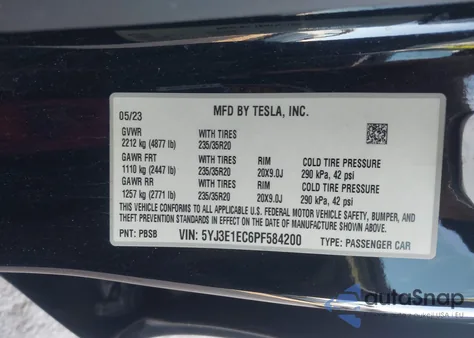 MFD BY TESLA, INC.
05/23
GVWR WITH TIRES
2212 kg (4877 lb) 235/35R20
GAWR FRT WITH TIRES RIM COLD TIRE PRESSURE
1110 kg (2447 lb) 235/35R20 20X9.0J 290 kPa, 42 psi
GAWR RR WITH TIRES RIM COLD TIRE PRESSURE
1257 kg (2771 lb) 235/35R20 20X9.0J 290 kPa, 42 psi
THIS VEHICLE CONFORMS TO ALL APPLICABLE U.S. FEDERAL MOTOR VEHICLE SAFETY, BUMPER, AND
THEFT PREVENTION STANDARDS IN EFFECT ON THE DATE OF MANUFACTURE SHOWN ABOVE.
PNT: PBSB VIN: 5YJ3E1EC6PF584200 TYPE: PASSENGER CAR
autoSnap